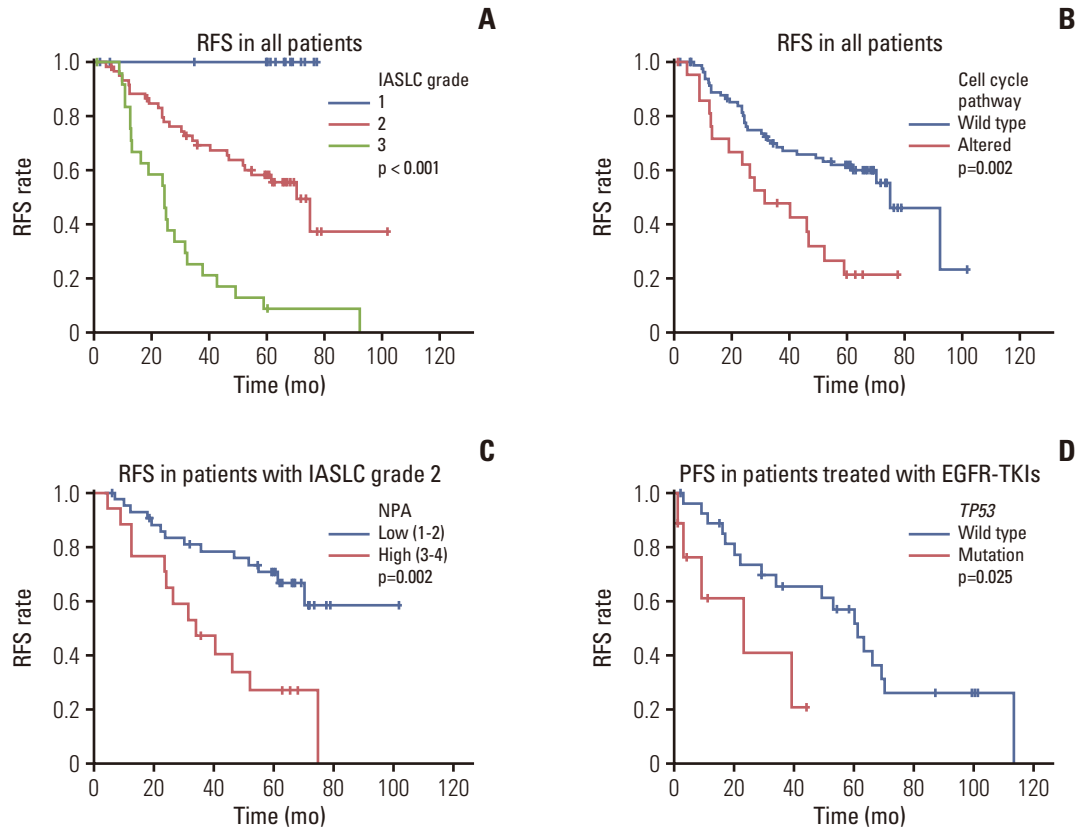 A
RFS in all patients
IASLC grade
1
2
3
p < 0.001
RFS rate
1.0
0.8
0.6
0.4
0.2
0
0 20 40 60 80 100 120
Time (mo)
B
RFS in all patients
Cell cycle
pathway
Wild type
Altered
p=0.002
RFS rate
1.0
0.8
0.6
0.4
0.2
0
0 20 40 60 80 100 120
Time (mo)
C
RFS in patients with IASLC grade 2
NPA
Low (1-2)
High (3-4)
p=0.002
RFS rate
1.0
0.8
0.6
0.4
0.2
0
0 20 40 60 80 100 120
Time (mo)
D
PFS in patients treated with EGFR-TKIs
TP53
Wild type
Mutation
p=0.025
RFS rate
1.0
0.8
0.6
0.4
0.2
0
0 20 40 60 80 100 120
Time (mo)